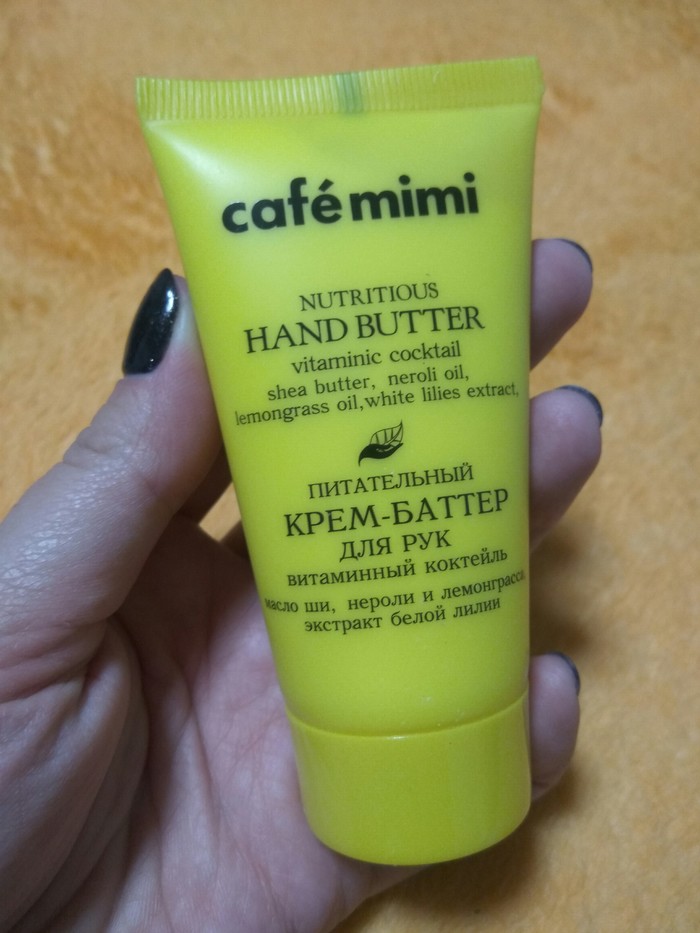 café mimi
NUTRITIOUS
HAND BUTTER
vitaminic cocktail
shea butter, neroli oil,
lemongrass oil, white lilies extract,
ПИТАТЕЛЬНЫЙ
КРЕМ-БАТТЕР
ДЛЯ РУК
витаминный коктейль
масло ши, нероли и лемонграсса,
экстракт белой лилии